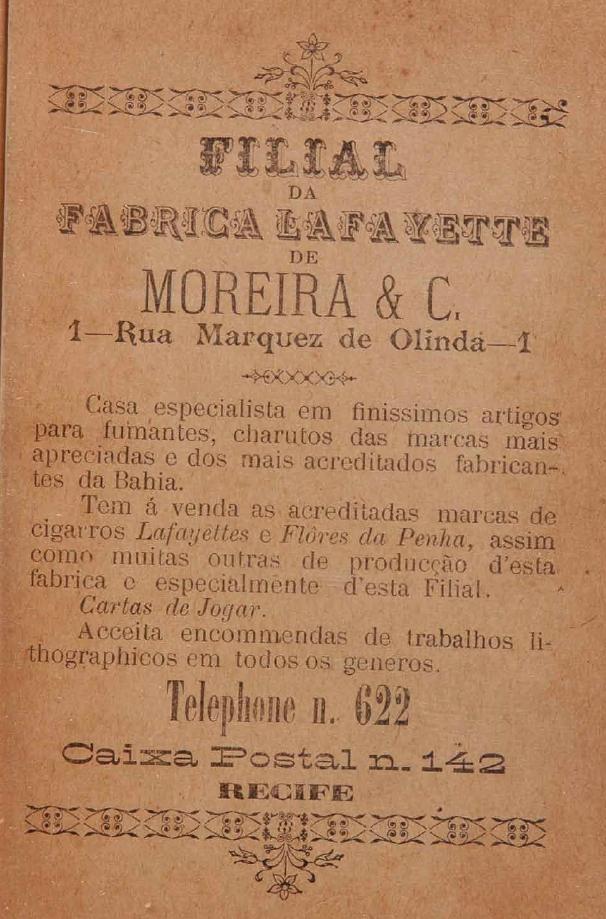 FILIAL
DA
FABRICA LAFAYETTE
DE
MOREIRA & C.
1—Rua Marquez de Olinda—1
Casa especialista em finissimos artigos
para fumantes, charutos das marcas mais
apreciadas e dos mais acreditados fabrican-
tes da Bahia.
Tem á venda as acreditadas marcas de
cigarros Lafayettes e Flôres da Penha, assim
como muitas outras de producção d'esta
fabrica e especialmente d'esta Filial.
Cartas de Jogar.
Acceita encommendas de trabalhos li-
thographicos em todos os generos.
Telephone n. 622
Caixa Postal n. 142
RECIFE